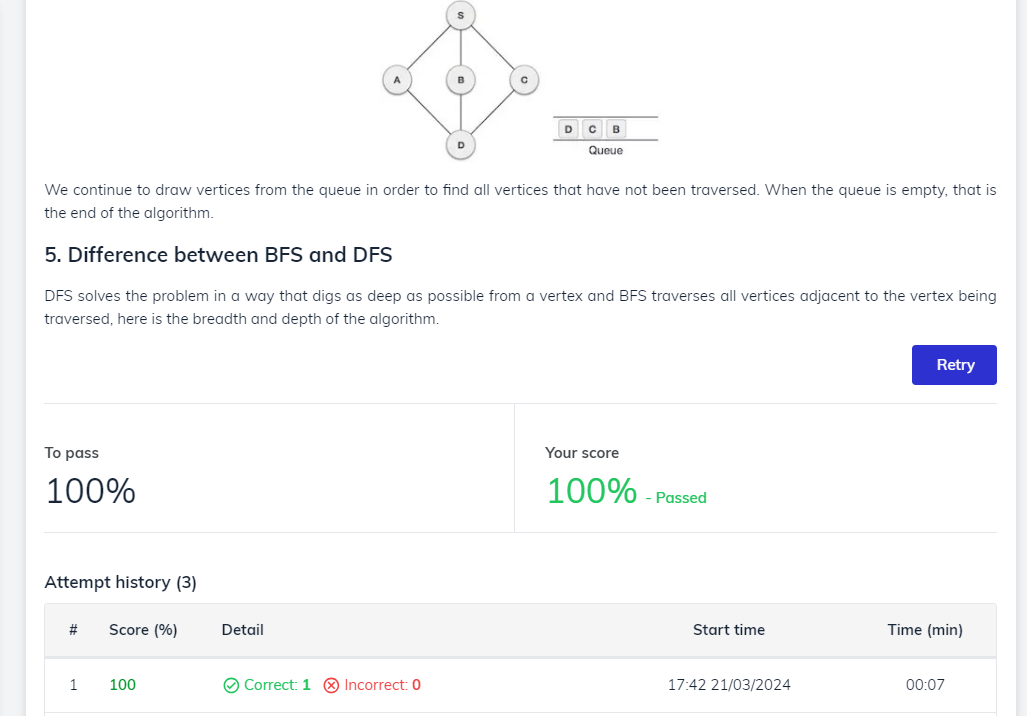 S
A
B
C
D
D C B
Queue
We continue to draw vertices from the queue in order to find all vertices that have not been traversed. When the queue is empty, that is
the end of the algorithm.
5. Difference between BFS and DFS
DFS solves the problem in a way that digs as deep as possible from a vertex and BFS traverses all vertices adjacent to the vertex being
traversed, here is the breadth and depth of the algorithm.
Retry
To pass
100%
Your score
100% - Passed
Attempt history (3)
# Score (%) Detail Start time Time (min)
1 100 Correct: 1 Incorrect: 0 17:42 21/03/2024 00:07